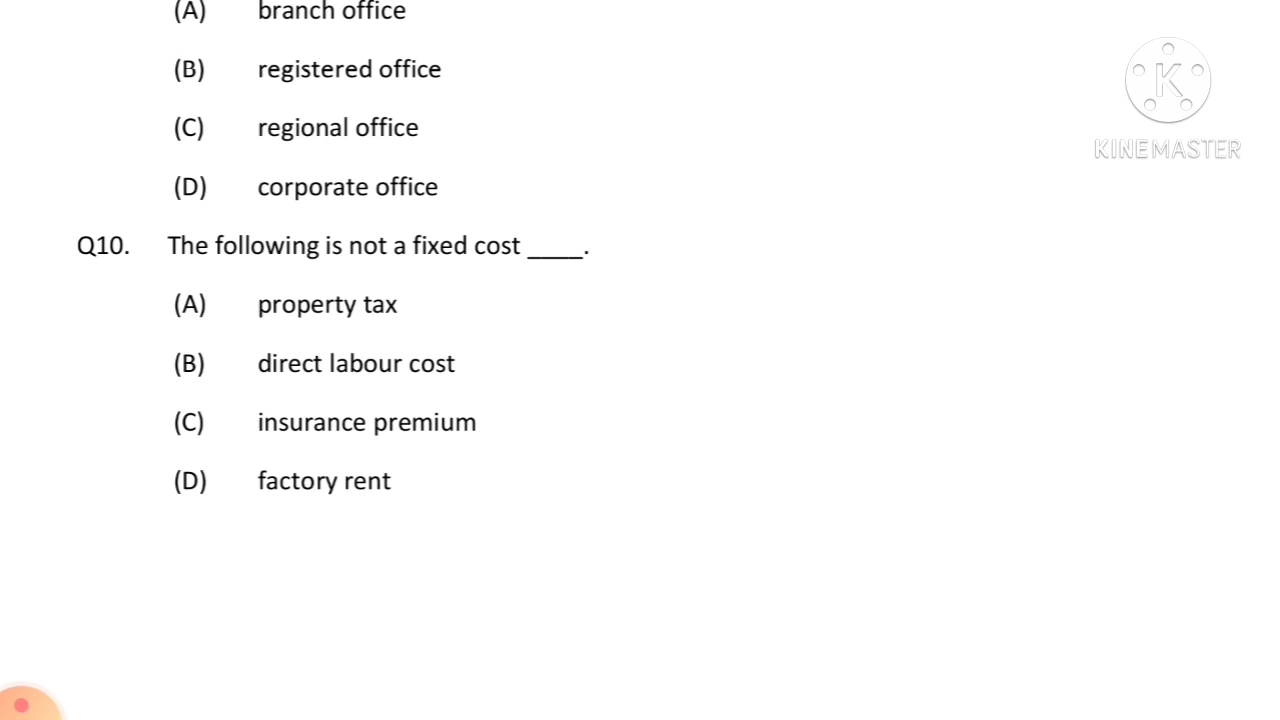 (A) branch office
(B) registered office
(C) regional office
(D) corporate office
Q10. The following is not a fixed cost ____.
(A) property tax
(B) direct labour cost
(C) insurance premium
(D) factory rent
K
KINEMASTER